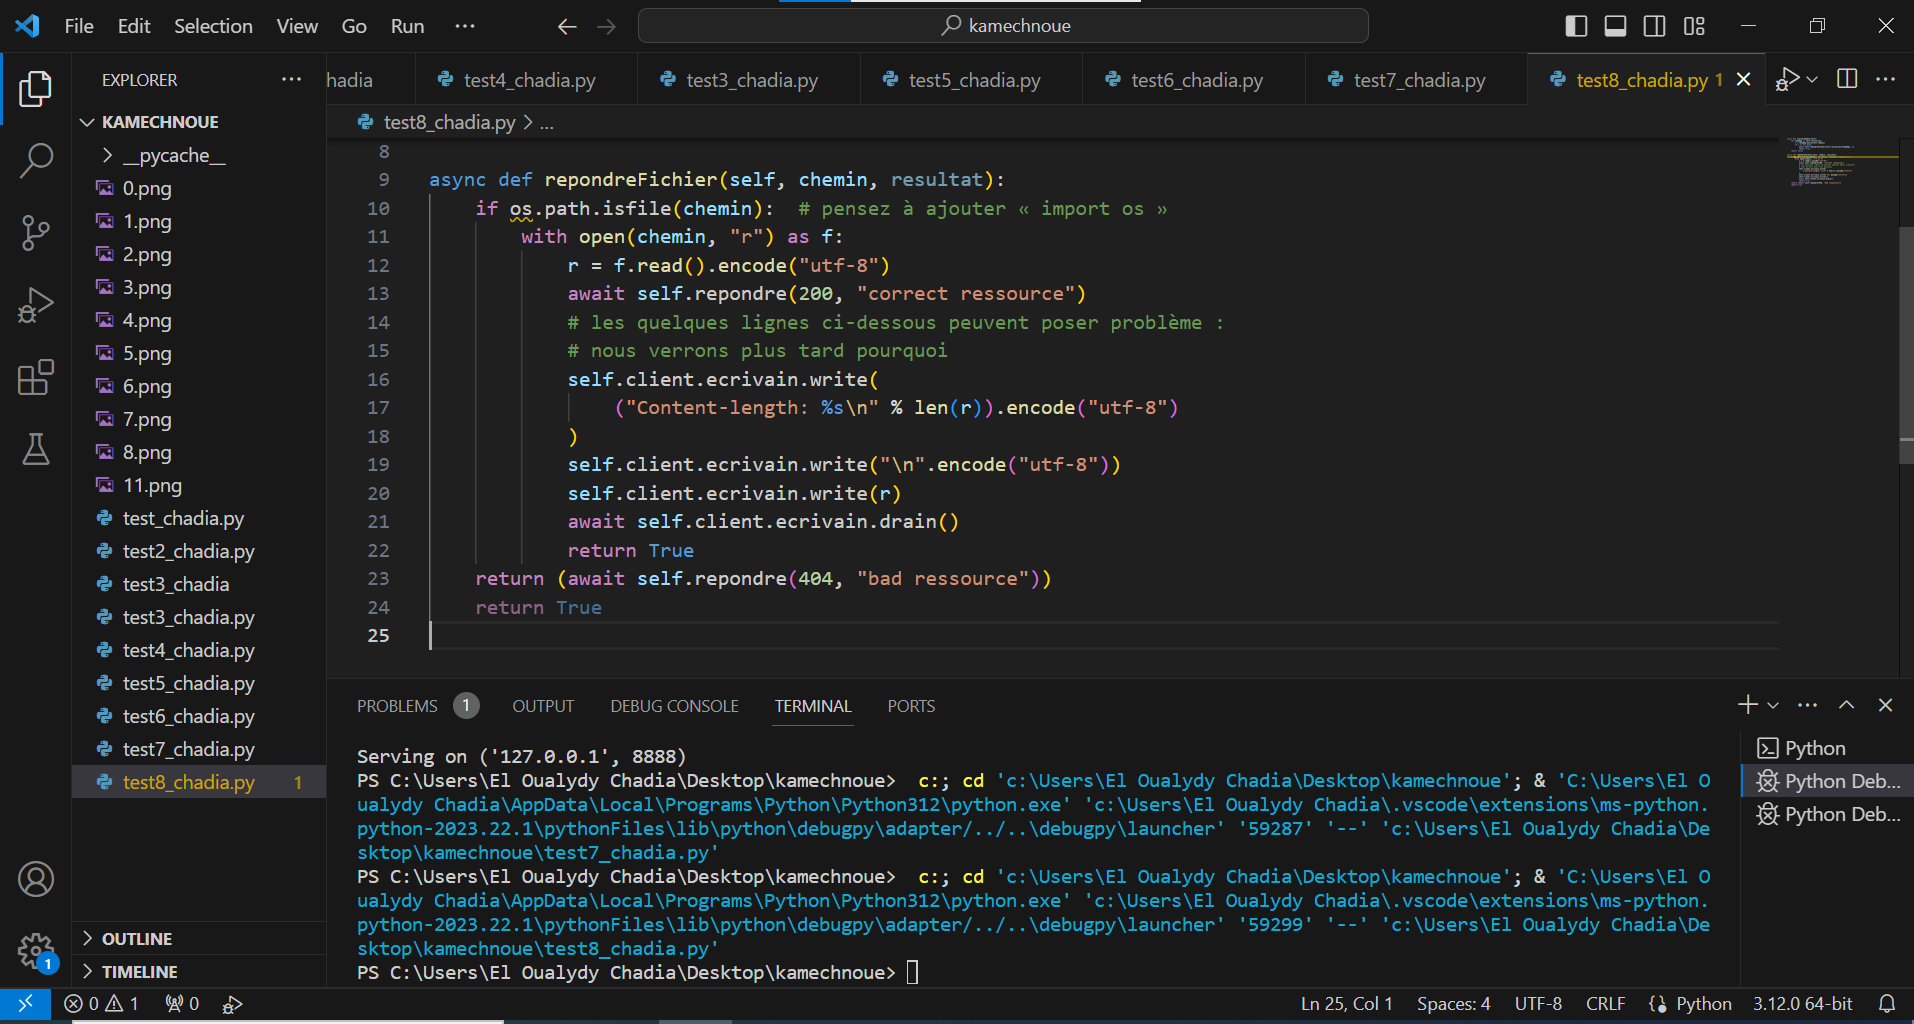 File Edit Selection View Go Run ··· kamechnoue
EXPLORER ···
hadia test4_chadia.py test3_chadia.py test5_chadia.py test6_chadia.py test7_chadia.py test8_chadia.py 1
test8_chadia.py > ...
KAMECHNOUE
__pycache__
0.png
1.png
2.png
3.png
4.png
5.png
6.png
7.png
8.png
11.png
test_chadia.py
test2_chadia.py
test3_chadia
test3_chadia.py
test4_chadia.py
test5_chadia.py
test6_chadia.py
test7_chadia.py
test8_chadia.py 1
OUTLINE
TIMELINE
8
9 async def repondreFichier(self, chemin, resultat):
10 if os.path.isfile(chemin):  # pensez à ajouter « import os »
11 with open(chemin, "r") as f:
12 r = f.read().encode("utf-8")
13 await self.repondre(200, "correct ressource")
14 # les quelques lignes ci-dessous peuvent poser problème :
15 # nous verrons plus tard pourquoi
16 self.client.ecrivain.write(
17 ("Content-length: %s\n" % len(r)).encode("utf-8")
18 )
19 self.client.ecrivain.write("\n".encode("utf-8"))
20 self.client.ecrivain.write(r)
21 await self.client.ecrivain.drain()
22 return True
23 return (await self.repondre(404, "bad ressource"))
24 return True
25
PROBLEMS 1 OUTPUT DEBUG CONSOLE TERMINAL PORTS
Serving on ('127.0.0.1', 8888)
PS C:\Users\El Oualydy Chadia\Desktop\kamechnoue>  c:; cd 'c:\Users\El Oualydy Chadia\Desktop\kamechnoue'; & 'C:\Users\El O
ualydy Chadia\AppData\Local\Programs\Python\Python312\python.exe' 'c:\Users\El Oualydy Chadia\.vscode\extensions\ms-python.
python-2023.22.1\pythonFiles\lib\python\debugpy\adapter/../..\debugpy\launcher' '59287' '--' 'c:\Users\El Oualydy Chadia\De
sktop\kamechnoue\test7_chadia.py'
PS C:\Users\El Oualydy Chadia\Desktop\kamechnoue>  c:; cd 'c:\Users\El Oualydy Chadia\Desktop\kamechnoue'; & 'C:\Users\El O
ualydy Chadia\AppData\Local\Programs\Python\Python312\python.exe' 'c:\Users\El Oualydy Chadia\.vscode\extensions\ms-python.
python-2023.22.1\pythonFiles\lib\python\debugpy\adapter/../..\debugpy\launcher' '59299' '--' 'c:\Users\El Oualydy Chadia\De
sktop\kamechnoue\test8_chadia.py'
PS C:\Users\El Oualydy Chadia\Desktop\kamechnoue>
Python
Python Deb...
Python Deb...
1
0 1 0 Ln 25, Col 1 Spaces: 4 UTF-8 CRLF Python 3.12.0 64-bit